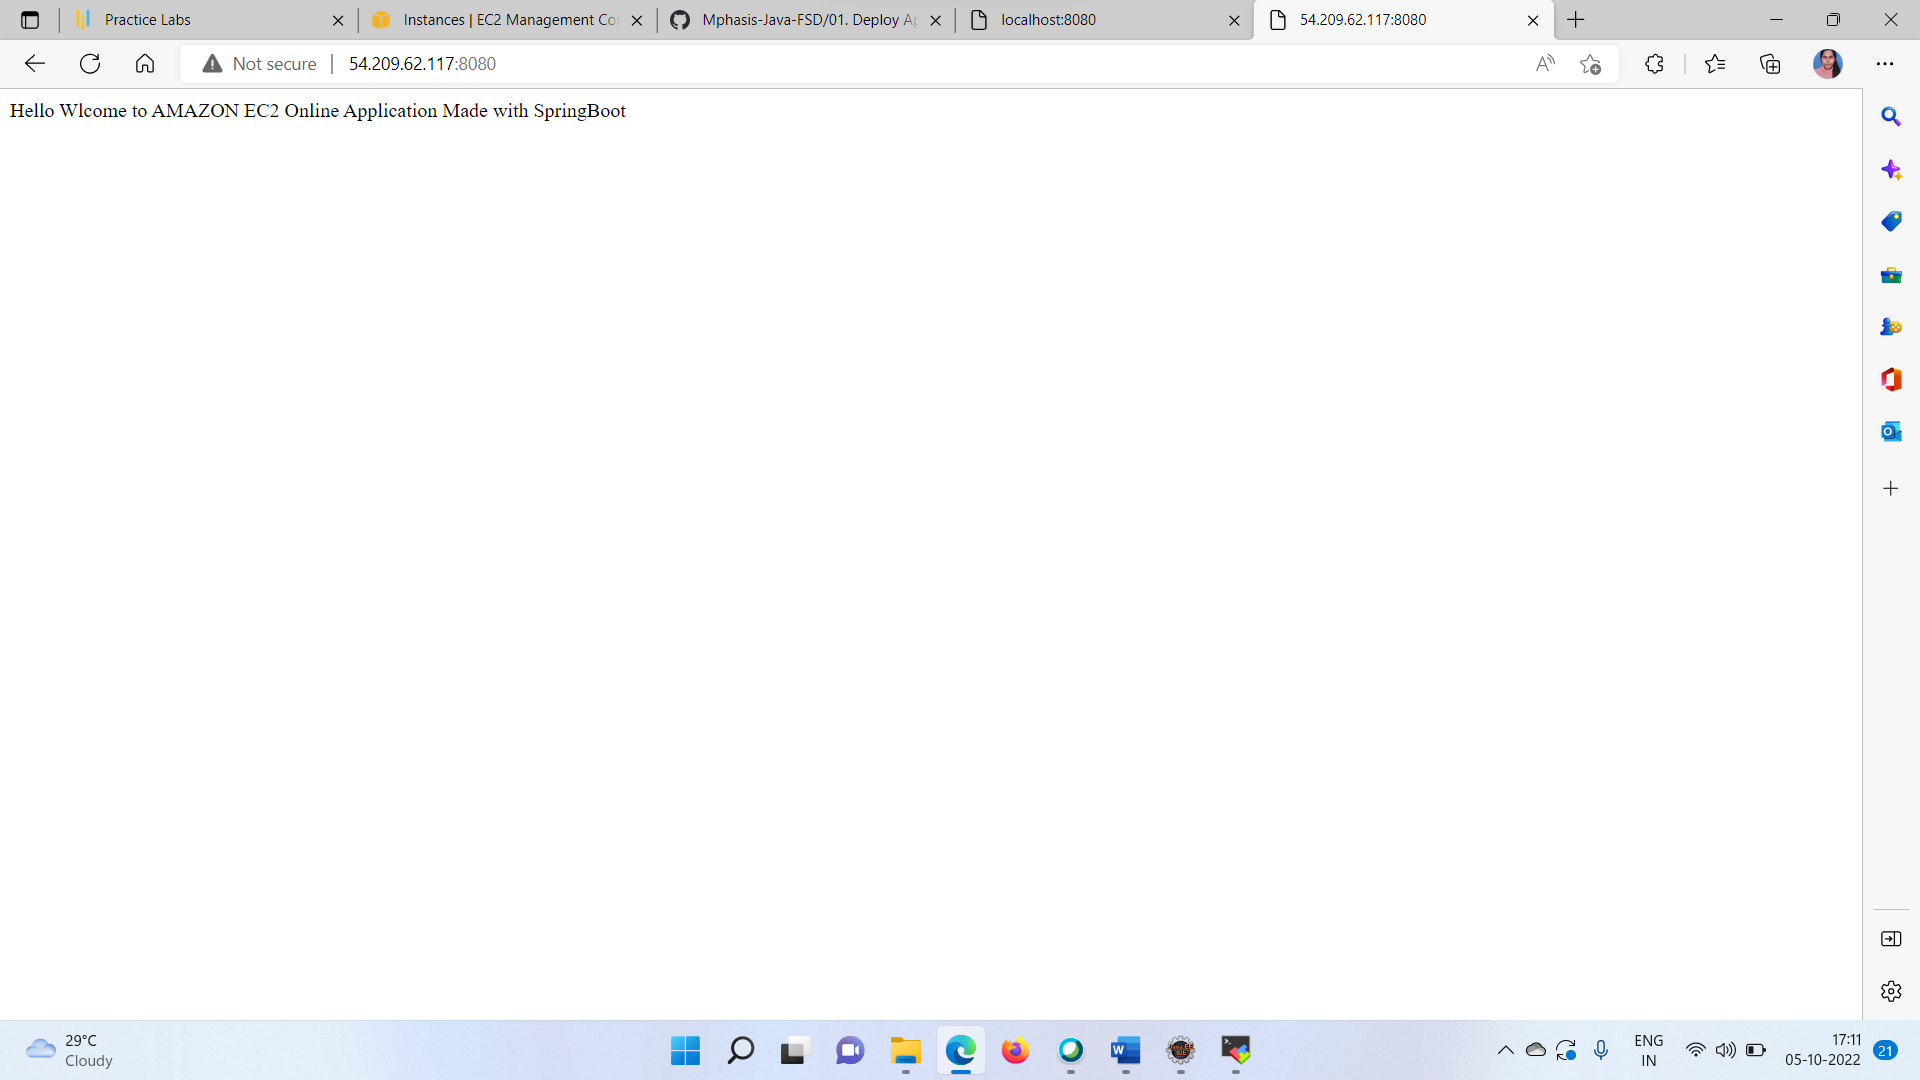 Practice Labs
Instances | EC2 Management Co
Mphasis-Java-FSD/01. Deploy Ap
localhost:8080
54.209.62.117:8080
Not secure
54.209.62.117:8080
Hello Wlcome to AMAZON EC2 Online Application Made with SpringBoot
29°C
Cloudy
ENG
IN
17:11
05-10-2022
21